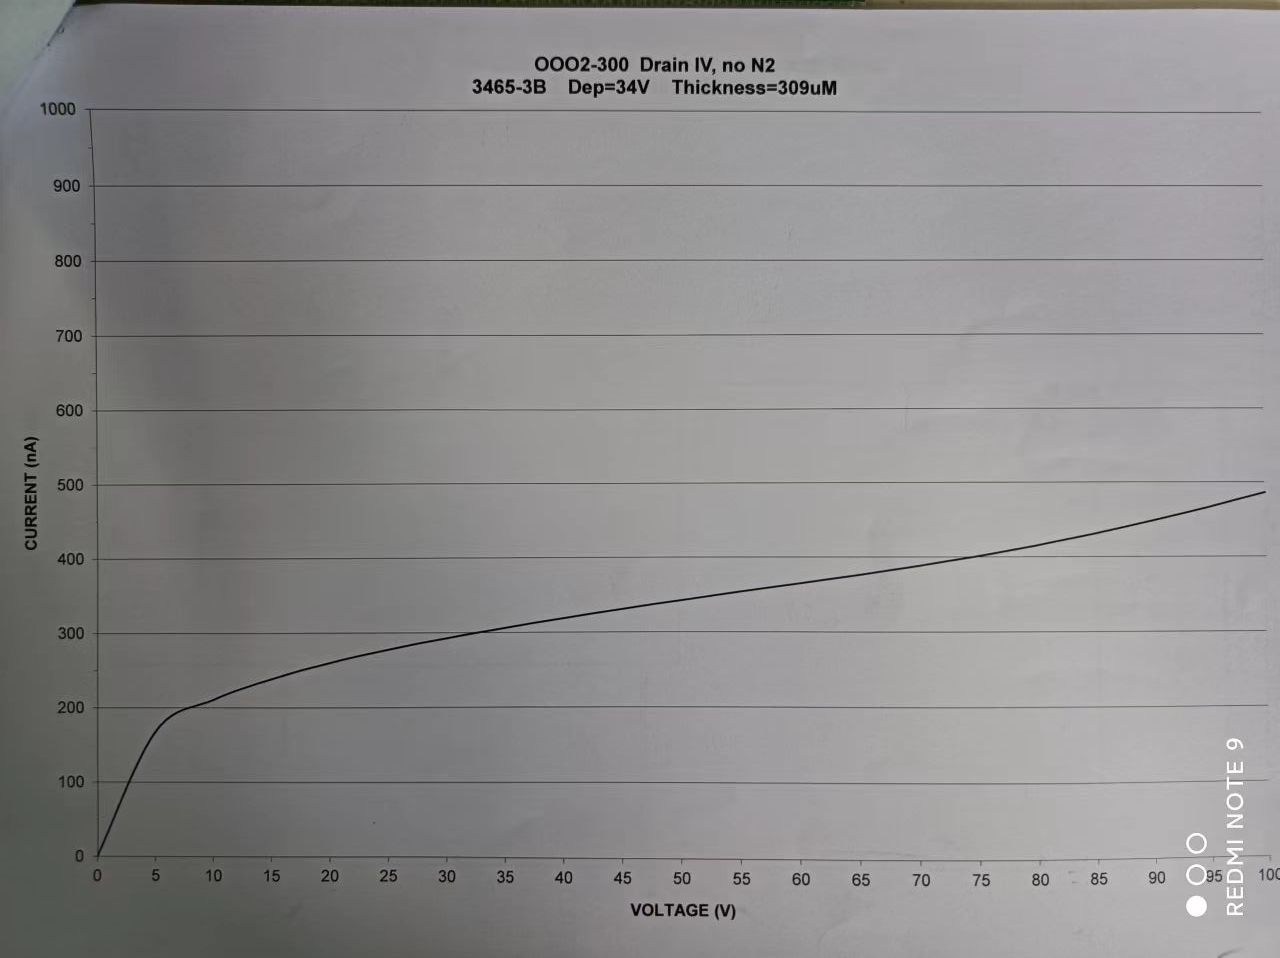 OOO2-300 Drain IV, no N2
3465-3B Dep=34V Thickness=309uM
1000
900
800
700
600
500
400
300
200
100
0
CURRENT (nA)
0 5 10 15 20 25 30 35 40 45 50 55 60 65 70 75 80 85 90 95 100
VOLTAGE (V)
REDMI NOTE 9